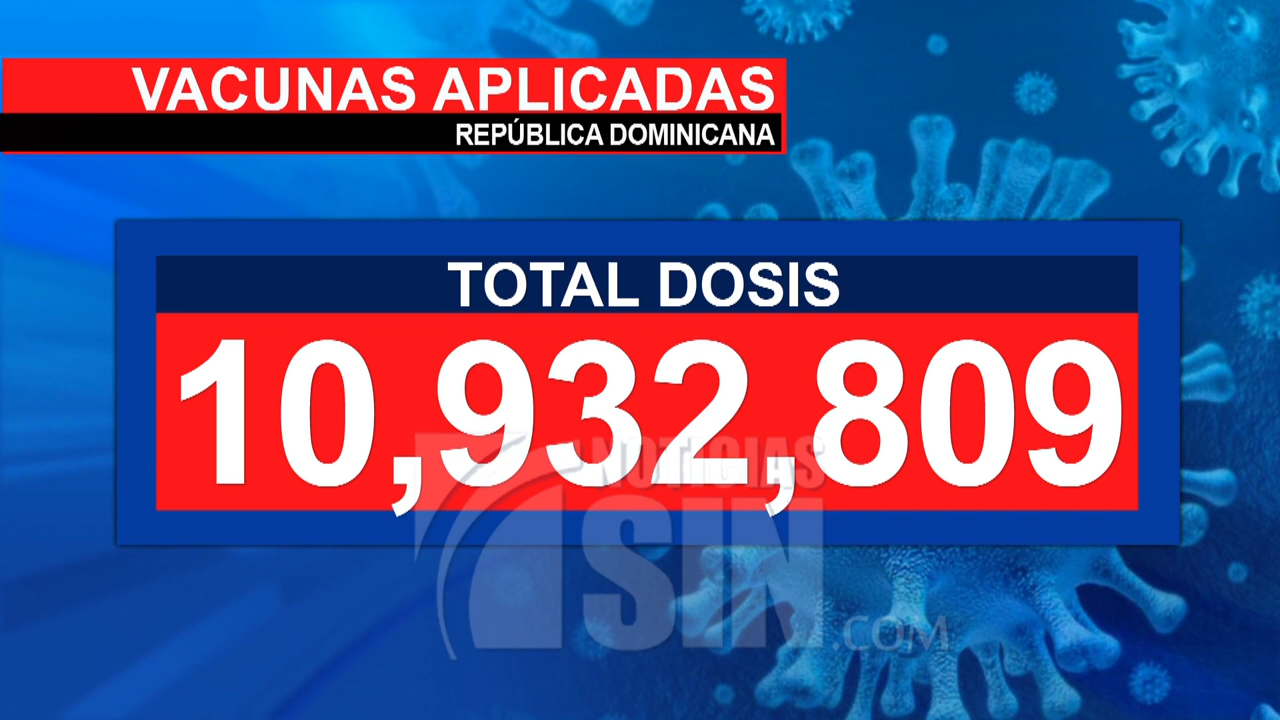 VACUNAS APLICADAS
REPÚBLICA DOMINICANA
TOTAL DOSIS
10,932,809
NOTICIAS
SIN
.COM